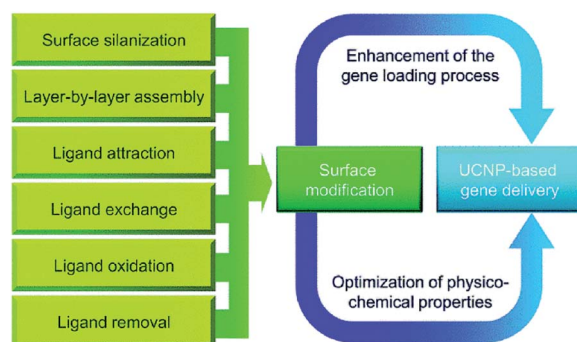 Surface silanization
Layer-by-layer assembly
Ligand attraction
Ligand exchange
Ligand oxidation
Ligand removal
Enhancement of the
gene loading process
Surface
modification
UCNP-based
gene delivery
Optimization of physico-
chemical properties